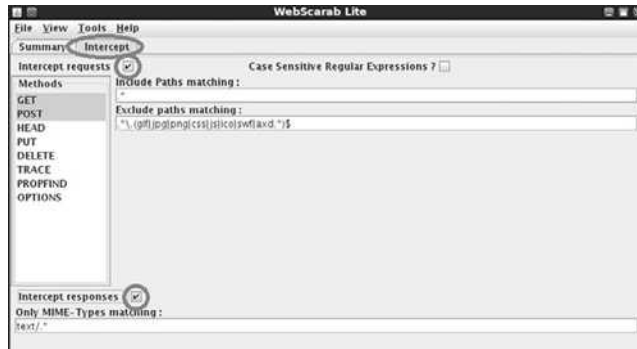 WebScarab Lite
File View Tools Help
Summary Intercept
Intercept requests Case Sensitive Regular Expressions ?
Methods Include Paths matching :
GET .*
POST Exclude paths matching :
HEAD .*\.(gif|jpg|png|css|js|ico|swf|axd.*)$
PUT
DELETE
TRACE
PROPFIND
OPTIONS
Intercept responses
Only MIME-Types matching :
text/.*